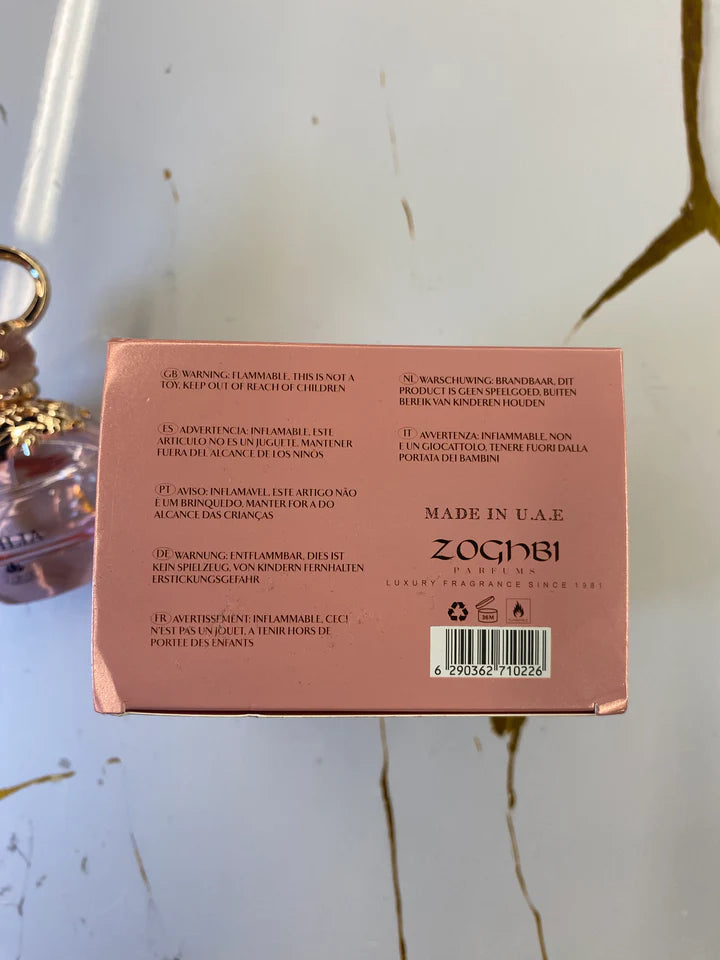 GB WARNING: FLAMMABLE, THIS IS NOT A
TOY. KEEP OUT OF REACH OF CHILDREN
ES ADVERTENCIA: INFLAMABLE, ESTE
ARTICULO NO ES UN JUGUETE, MANTENER
FUERA DEL ALCANCE DE LOS NINÒS
PT AVISO: INFLAMÁVEL, ESTE ARTIGO NÃO
E UM BRINQUEDO, MANTER FOR A DO
ALCANCE DAS CRIANÇAS
DE WARNUNG: ENTFLAMMBAR, DIES IST
KEIN SPIELZEUG, VON KINDERN FERNHALTEN
ERSTICKUNGSGEFAHR
FR AVERTISSEMENT: INFLAMMABLE, CECI
N'EST PAS UN JOUET, A TENIR HORS DE
PORTEE DES ENFANTS
NL WARSCHUWING: BRANDBAAR, DIT
PRODUCT IS GEEN SPEELGOED, BUITEN
BEREIK VAN KINDEREN HOUDEN
IT AVVERTENZA: INFIAMMABLE, NON
E UN GIOCATTOLO, TENERE FUORI DALLA
PORTATA DEI BAMBINI
MADE IN U.A.E
ZOGHBI
PARFUMS
LUXURY FRAGRANCE SINCE 1981
36M
6 290362 710226